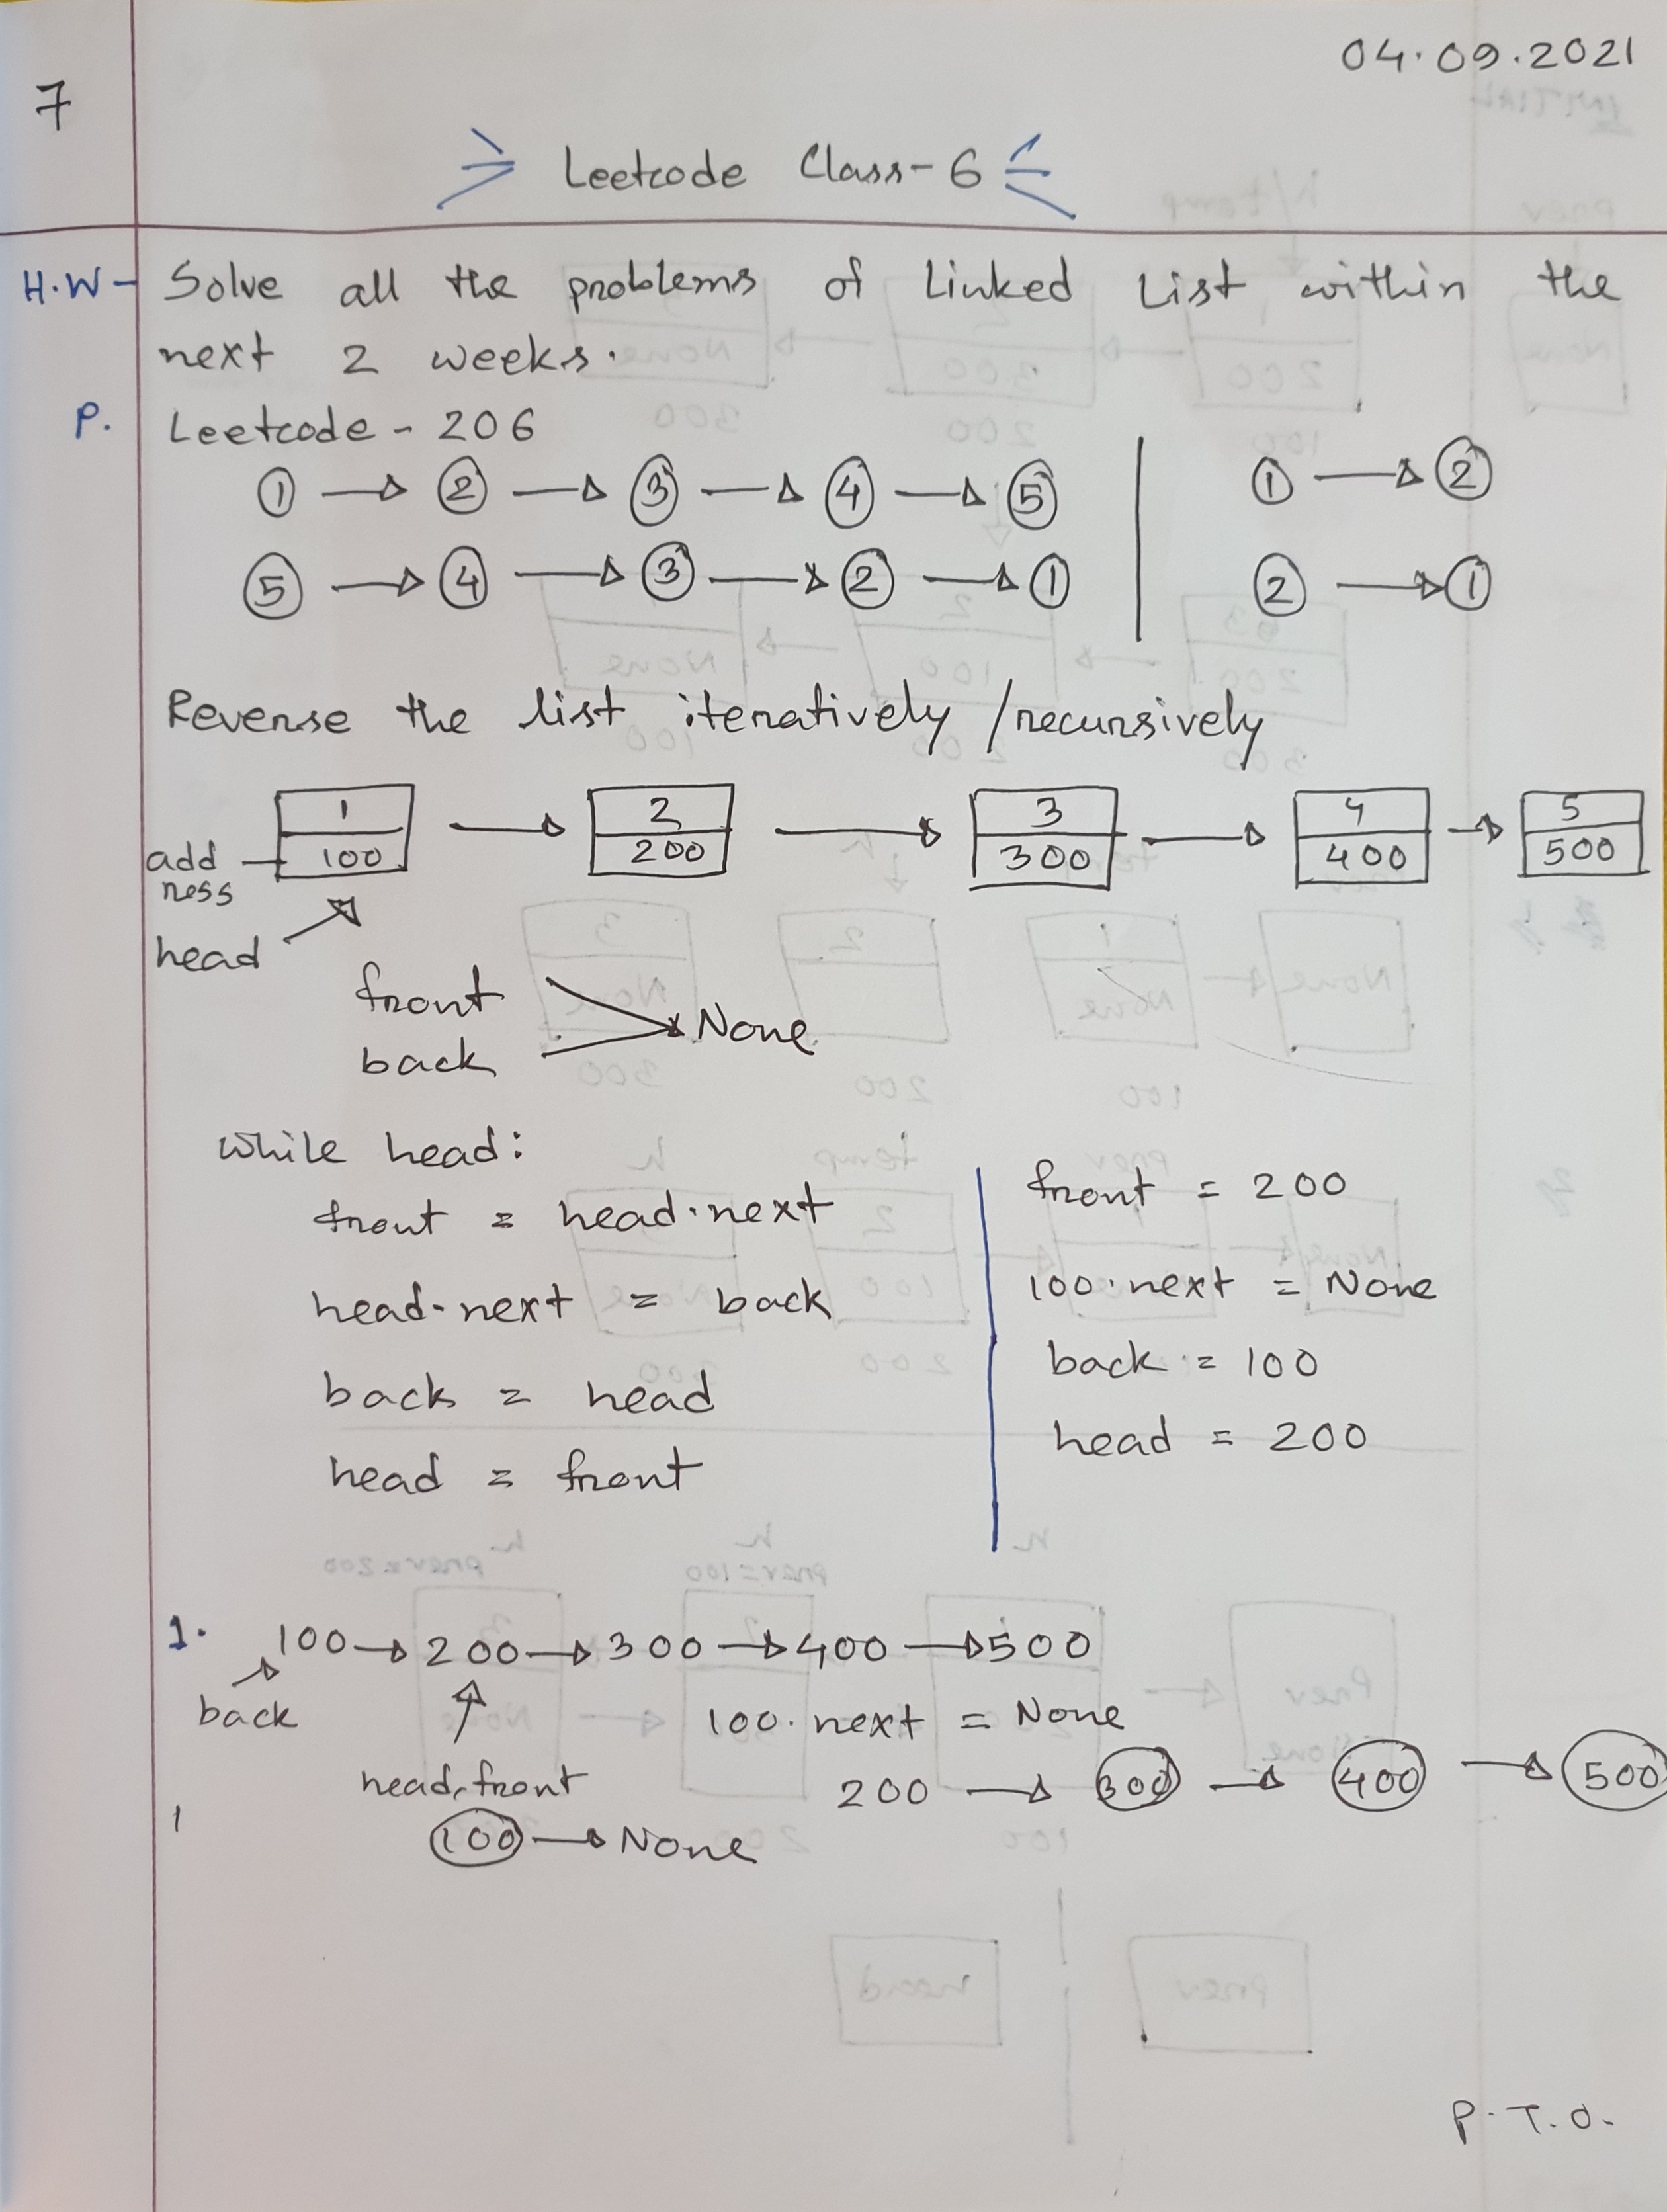 04.09.2021
7
Leetcode Class-6
H.W- Solve all the problems of Linked List within the
next 2 weeks.
P. Leetcode - 206
1 → 2 → 3 → 4 → 5 | 1 → 2
5 → 4 → 3 → 2 → 1 | 2 → 1
Reverse the list iteratively / recursively
1 → 2 → 3 → 4 → 5
address 100 200 300 400 500
head
front
back
None
while head:
front = head.next
head.next = back
back = head
head = front
front = 200
100.next = None
back = 100
head = 200
1. 100 → 200 → 300 → 400 → 500
back
100.next = None
head, front
200 → 300 → 400 → 500
100 → None
P.T.O.